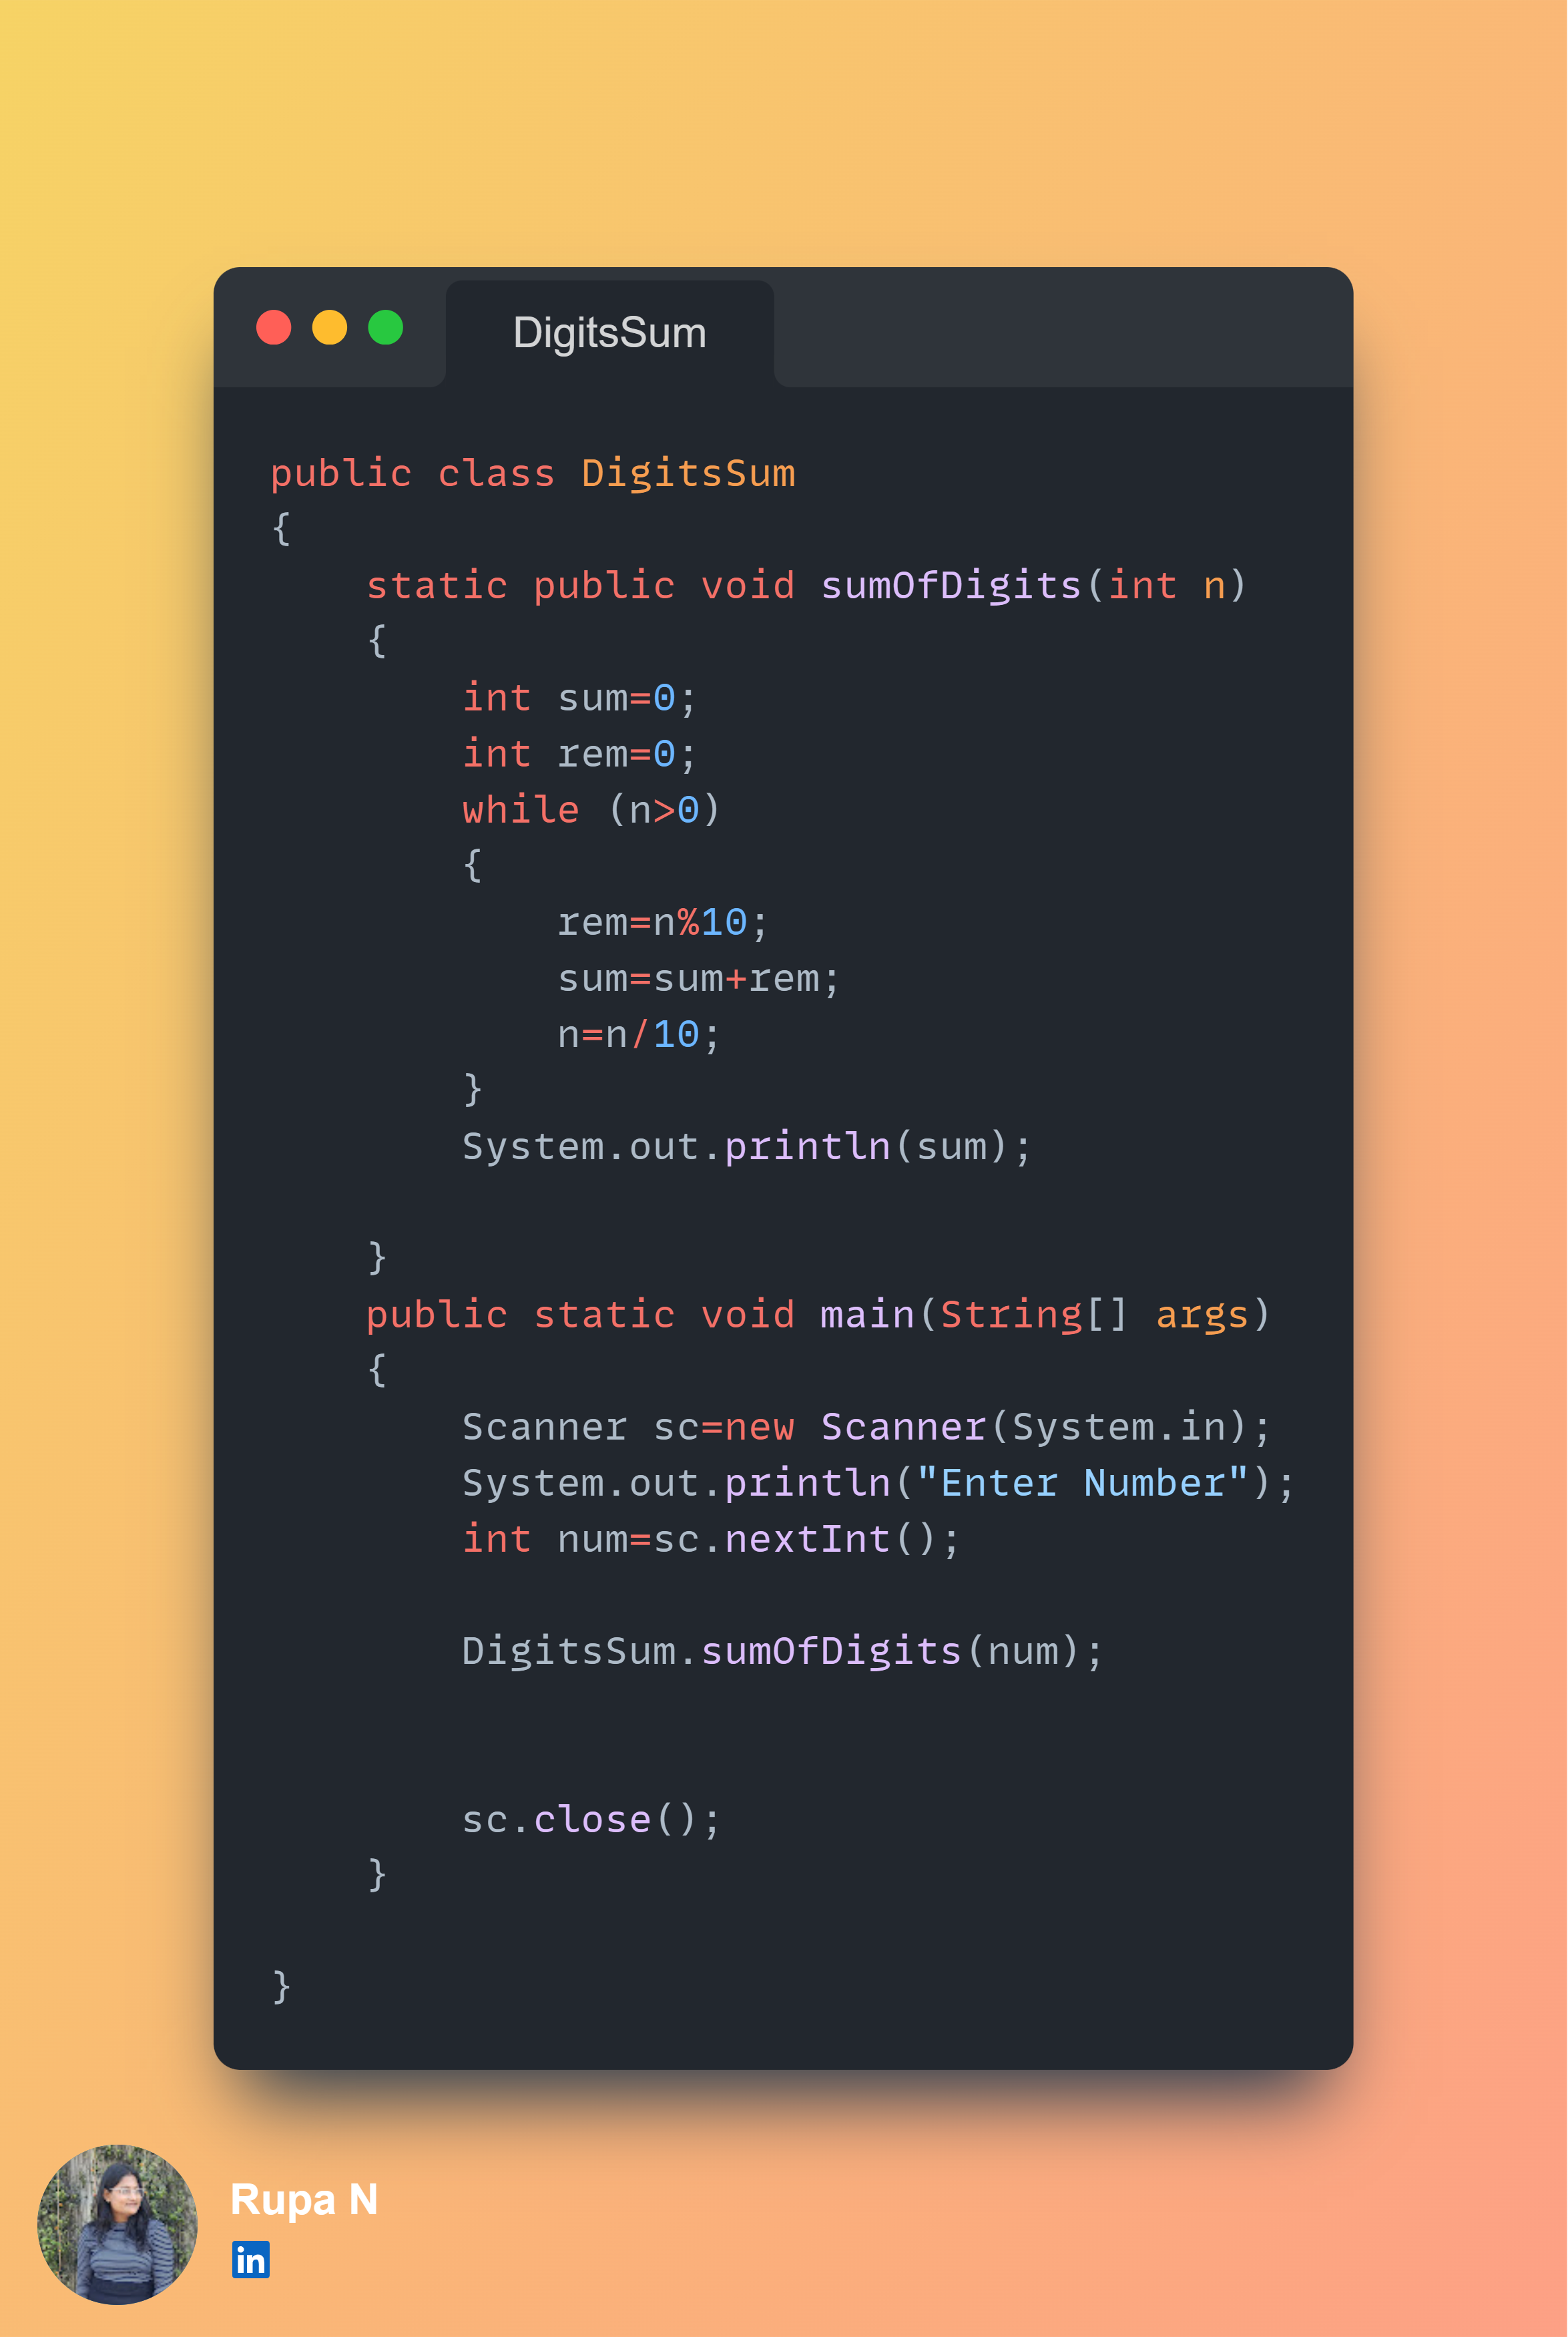 DigitsSum
public class DigitsSum
{
    static public void sumOfDigits(int n)
    {
        int sum=0;
        int rem=0;
        while (n>0)
        {
            rem=n%10;
            sum=sum+rem;
            n=n/10;
        }
        System.out.println(sum);

    }
    public static void main(String[] args)
    {
        Scanner sc=new Scanner(System.in);
        System.out.println("Enter Number");
        int num=sc.nextInt();

        DigitsSum.sumOfDigits(num);


        sc.close();
    }

}
Rupa N
in